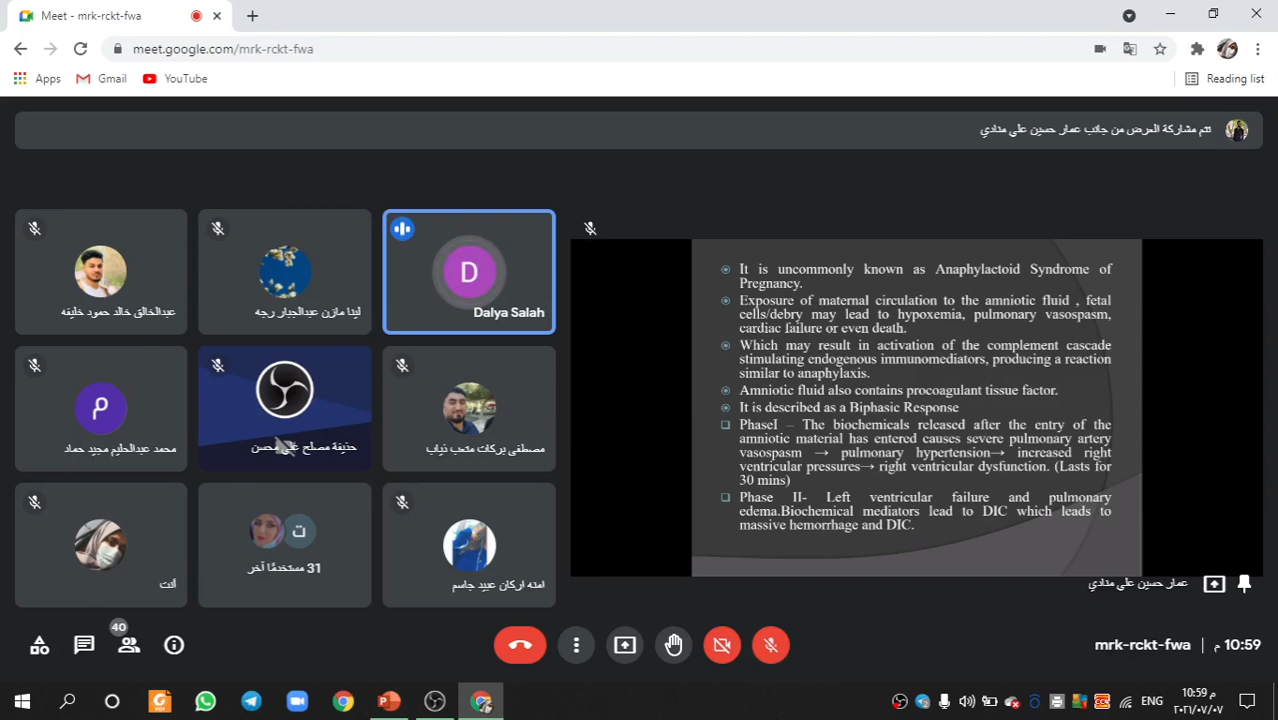 Meet - mrk-rckt-fwa
meet.google.com/mrk-rckt-fwa
Apps
Gmail
YouTube
Reading list
تتم مشاركة العرض من جانب عمار حسين علي منادي
عبدالخالق خالد حمود خليفه
لينا مازن عبدالجبار رجه
D
Dalya Salah
م
محمد عبدالحليم مجيد حماد
حنيفة مصلح علي محسن
مصطفى بركات متعب نياب
أنت
ت
31 مستخدمًا آخر
امنه اركان عبيد جاسم
It is uncommonly known as Anaphylactoid Syndrome of
Pregnancy.
Exposure of maternal circulation to the amniotic fluid , fetal
cells/debry may lead to hypoxemia, pulmonary vasospasm,
cardiac failure or even death.
Which may result in activation of the complement cascade
stimulating endogenous immunomediators, producing a reaction
similar to anaphylaxis.
Amniotic fluid also contains procoagulant tissue factor.
It is described as a Biphasic Response
PhaseI – The biochemicals released after the entry of the
amniotic material has entered causes severe pulmonary artery
vasospasm → pulmonary hypertension→ increased right
ventricular pressures→ right ventricular dysfunction. (Lasts for
30 mins)
Phase II- Left ventricular failure and pulmonary
edema.Biochemical mediators lead to DIC which leads to
massive hemorrhage and DIC.
عمار حسين علي منادي
40
mrk-rckt-fwa | م 10:59
ENG
م 10:59
٢٠٢١/٠٧/٠٧